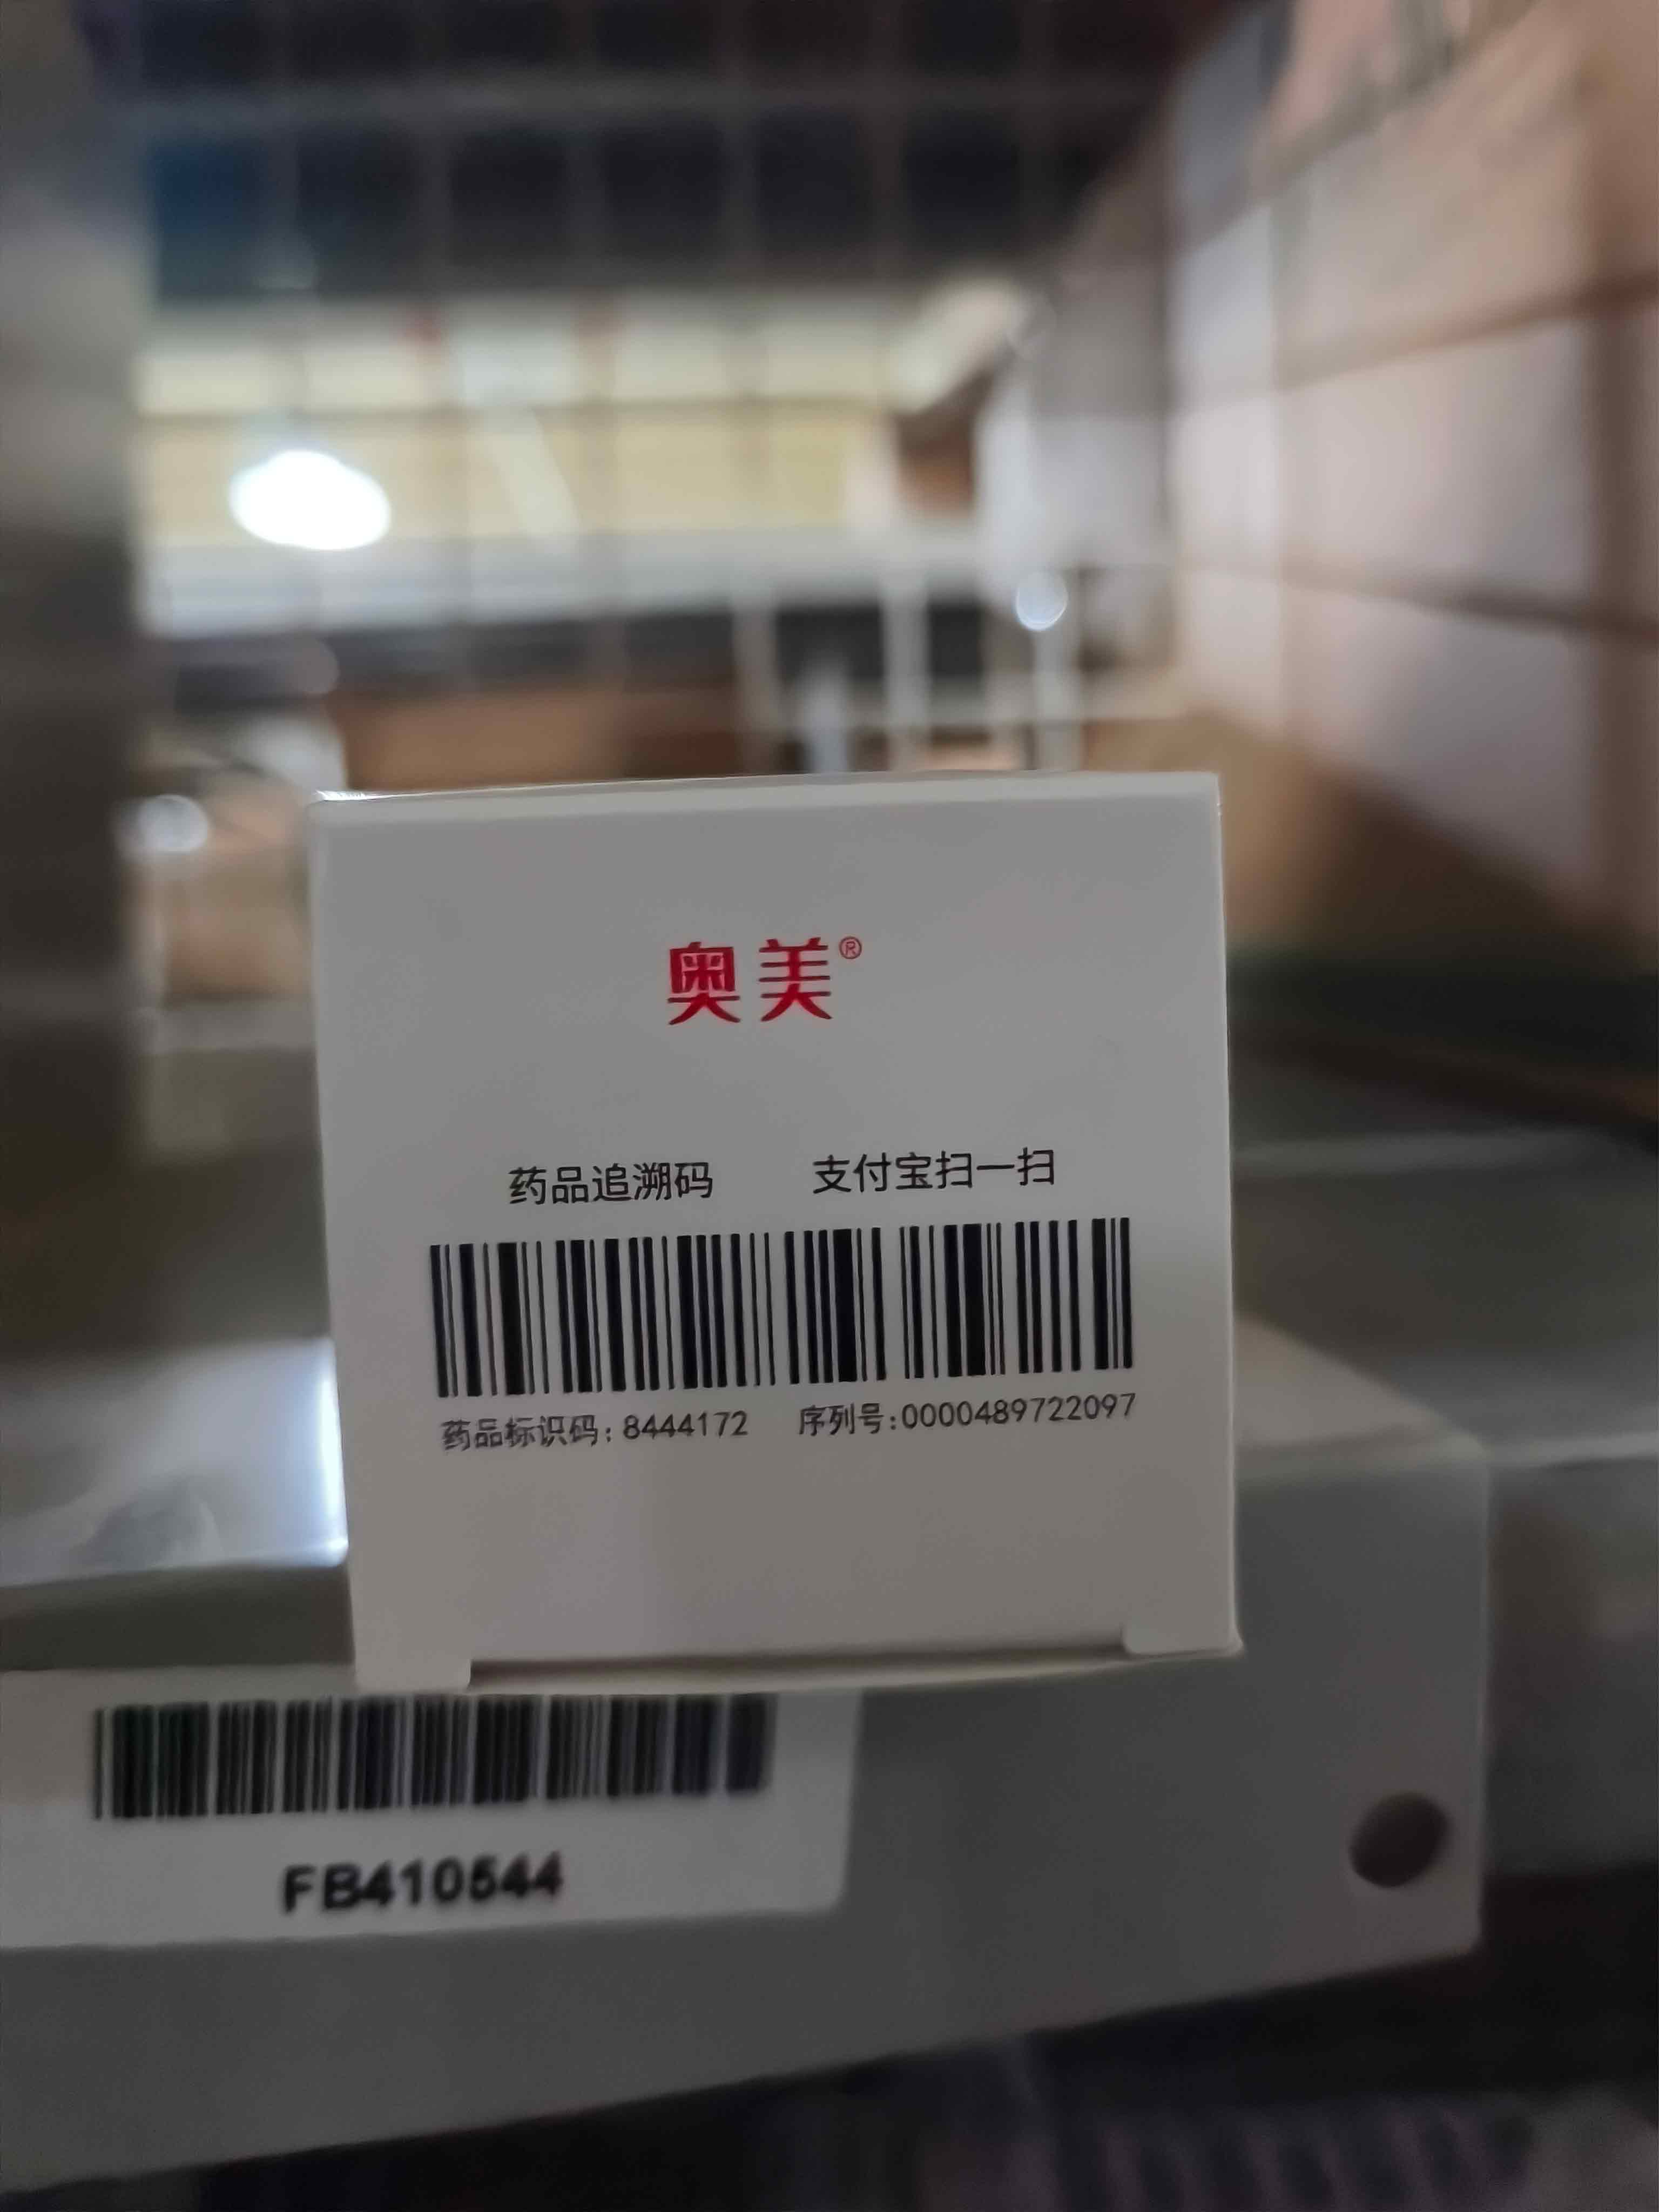 奥美®
药品追溯码 支付宝扫一扫
药品标识码: 8444172 序列号:0000489722097
FB410544